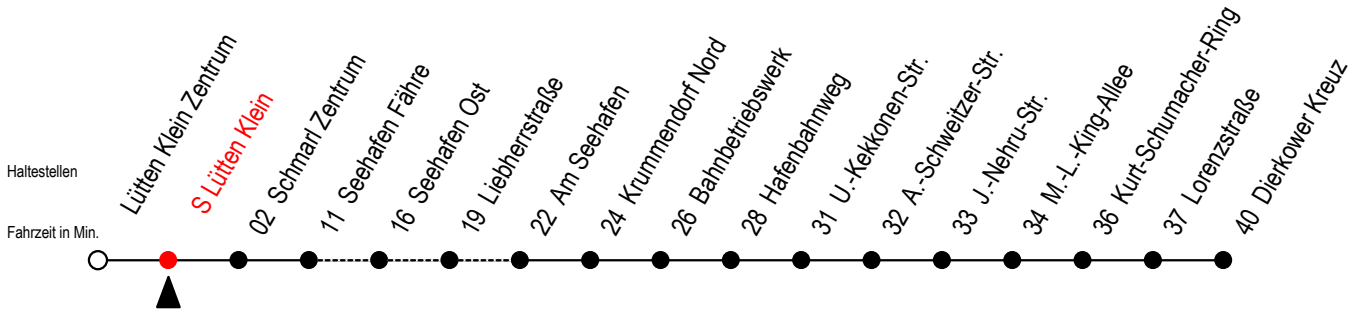 Haltestellen
Fahrzeit in Min.
Lütten Klein Zentrum
S Lütten Klein
02 Schmarl Zentrum
11 Seehafen Fähre
16 Seehafen Ost
19 Liebherrstraße
22 Am Seehafen
24 Krummendorf Nord
26 Bahnbetriebswerk
28 Hafenbahnweg
31 U.-Kekkonen-Str.
32 A.-Schweitzer-Str.
33 J.-Nehru-Str.
34 M.-L.-King-Allee
36 Kurt-Schumacher-Ring
37 Lorenzstraße
40 Dierkower Kreuz